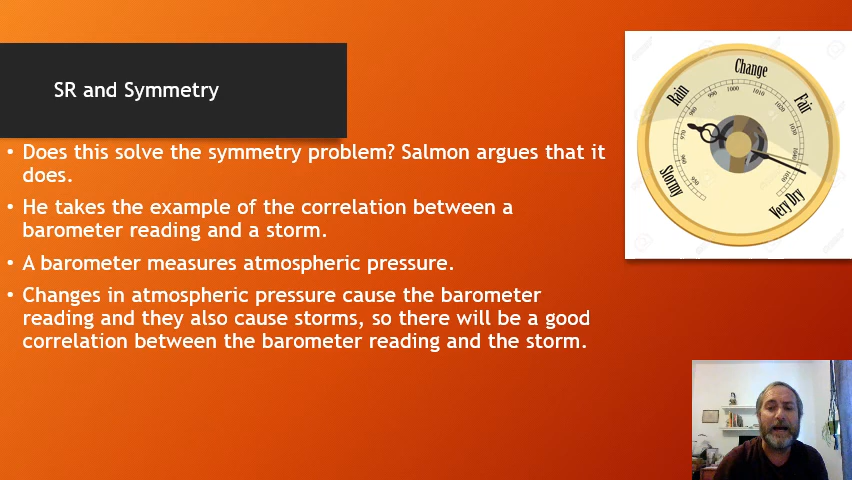 SR and Symmetry
• Does this solve the symmetry problem? Salmon argues that it
does.
• He takes the example of the correlation between a
barometer reading and a storm.
• A barometer measures atmospheric pressure.
• Changes in atmospheric pressure cause the barometer
reading and they also cause storms, so there will be a good
correlation between the barometer reading and the storm.
Stormy
Rain
Change
Fair
Very Dry
990
1000
1010